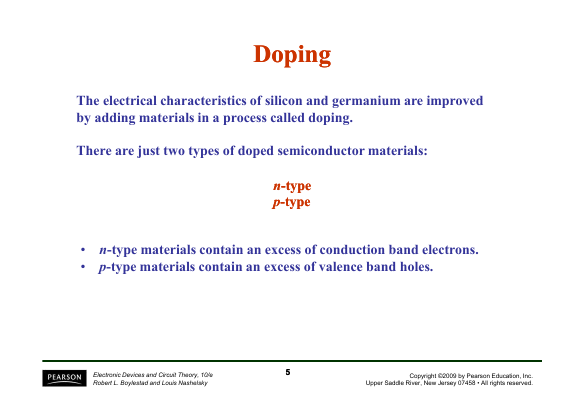 Doping
The electrical characteristics of silicon and germanium are improved
by adding materials in a process called doping.
There are just two types of doped semiconductor materials:
n-type
p-type
• n-type materials contain an excess of conduction band electrons.
• p-type materials contain an excess of valence band holes.
PEARSON
Electronic Devices and Circuit Theory, 10/e
Robert L. Boylestad and Louis Nashelsky
5
Copyright ©2009 by Pearson Education, Inc.
Upper Saddle River, New Jersey 07458 • All rights reserved.